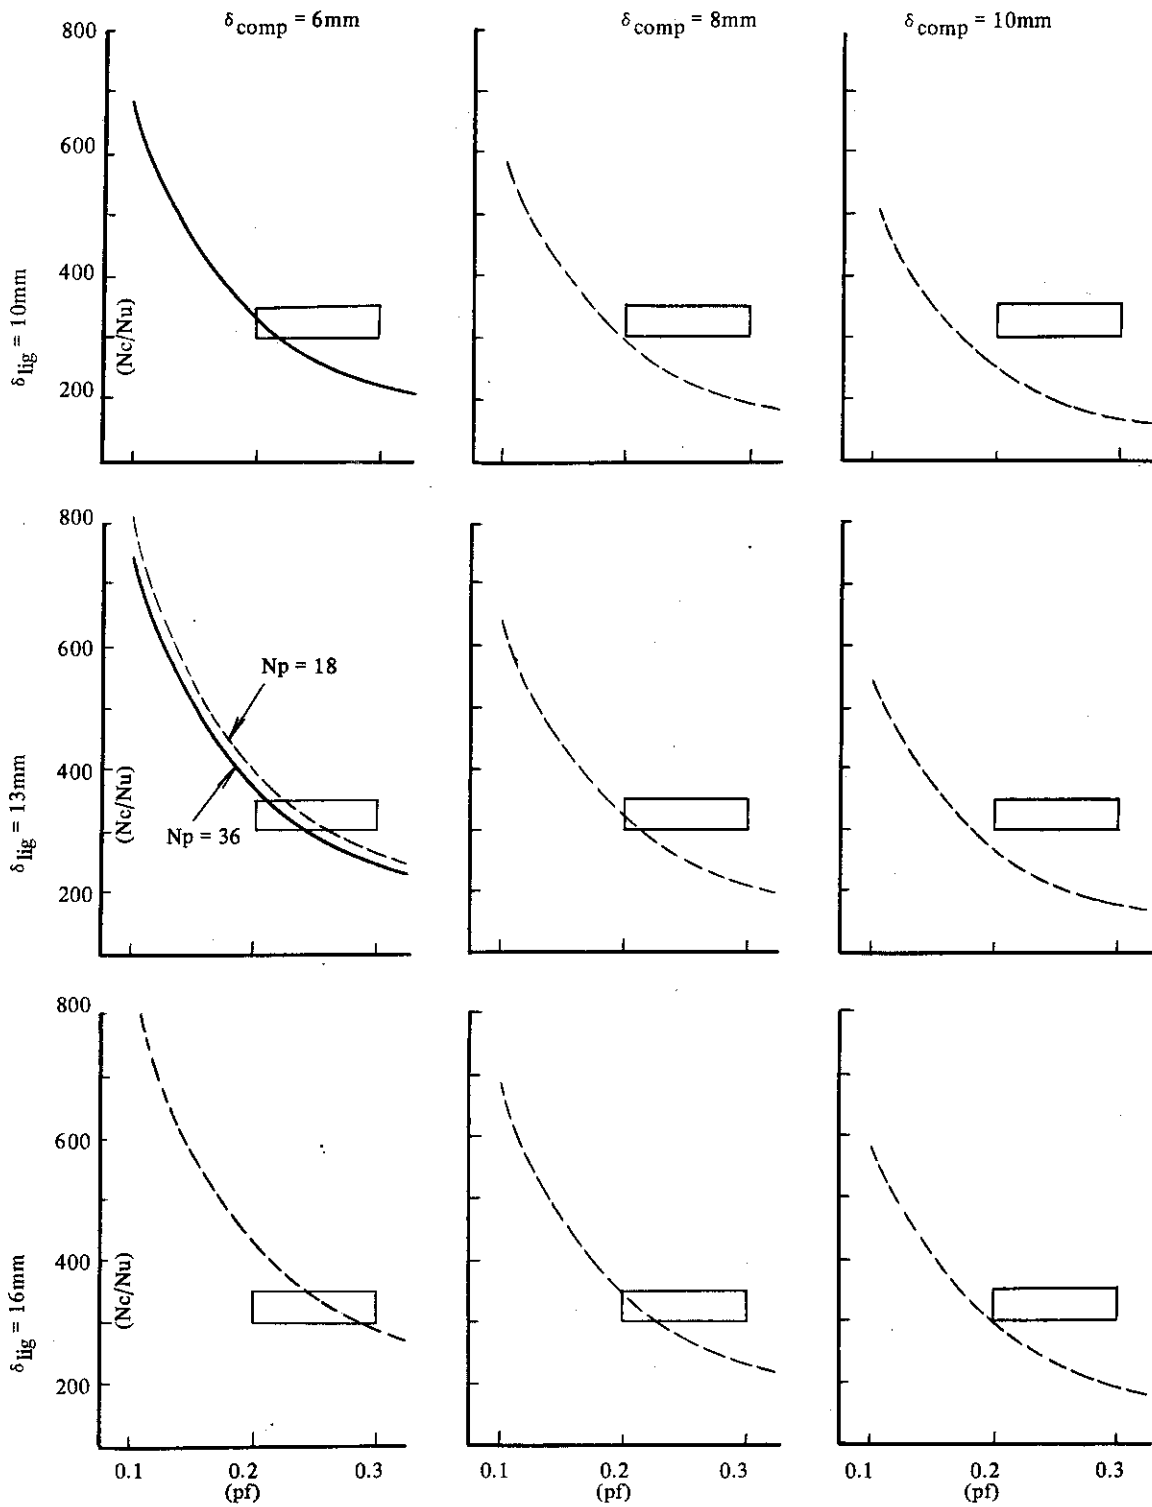 δcomp = 6mm
δcomp = 8mm
δcomp = 10mm
800
600
400
200
δlig = 10mm
(Nc/Nu)
800
600
400
200
δlig = 13mm
(Nc/Nu)
Np = 18
Np = 36
800
600
400
200
δlig = 16mm
(Nc/Nu)
0.1 0.2 0.3
(pf)
0.1 0.2 0.3
(pf)
0.1 0.2 0.3
(pf)